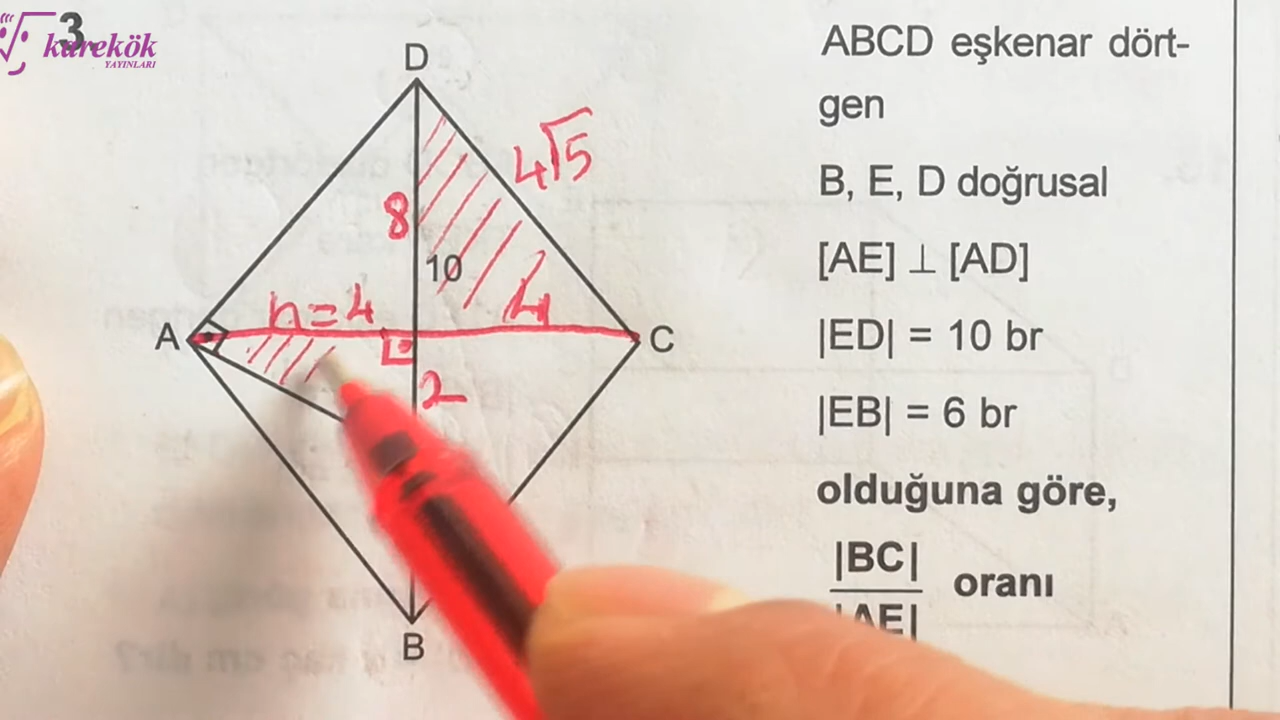 3.
karekök
YAYINLARI
D
4√5
8
10
h=4
4
A
C
2
B
ABCD eşkenar dört-
gen
B, E, D doğrusal
[AE] ⊥ [AD]
|ED| = 10 br
|EB| = 6 br
olduğuna göre,
|BC|
|AE|
oranı